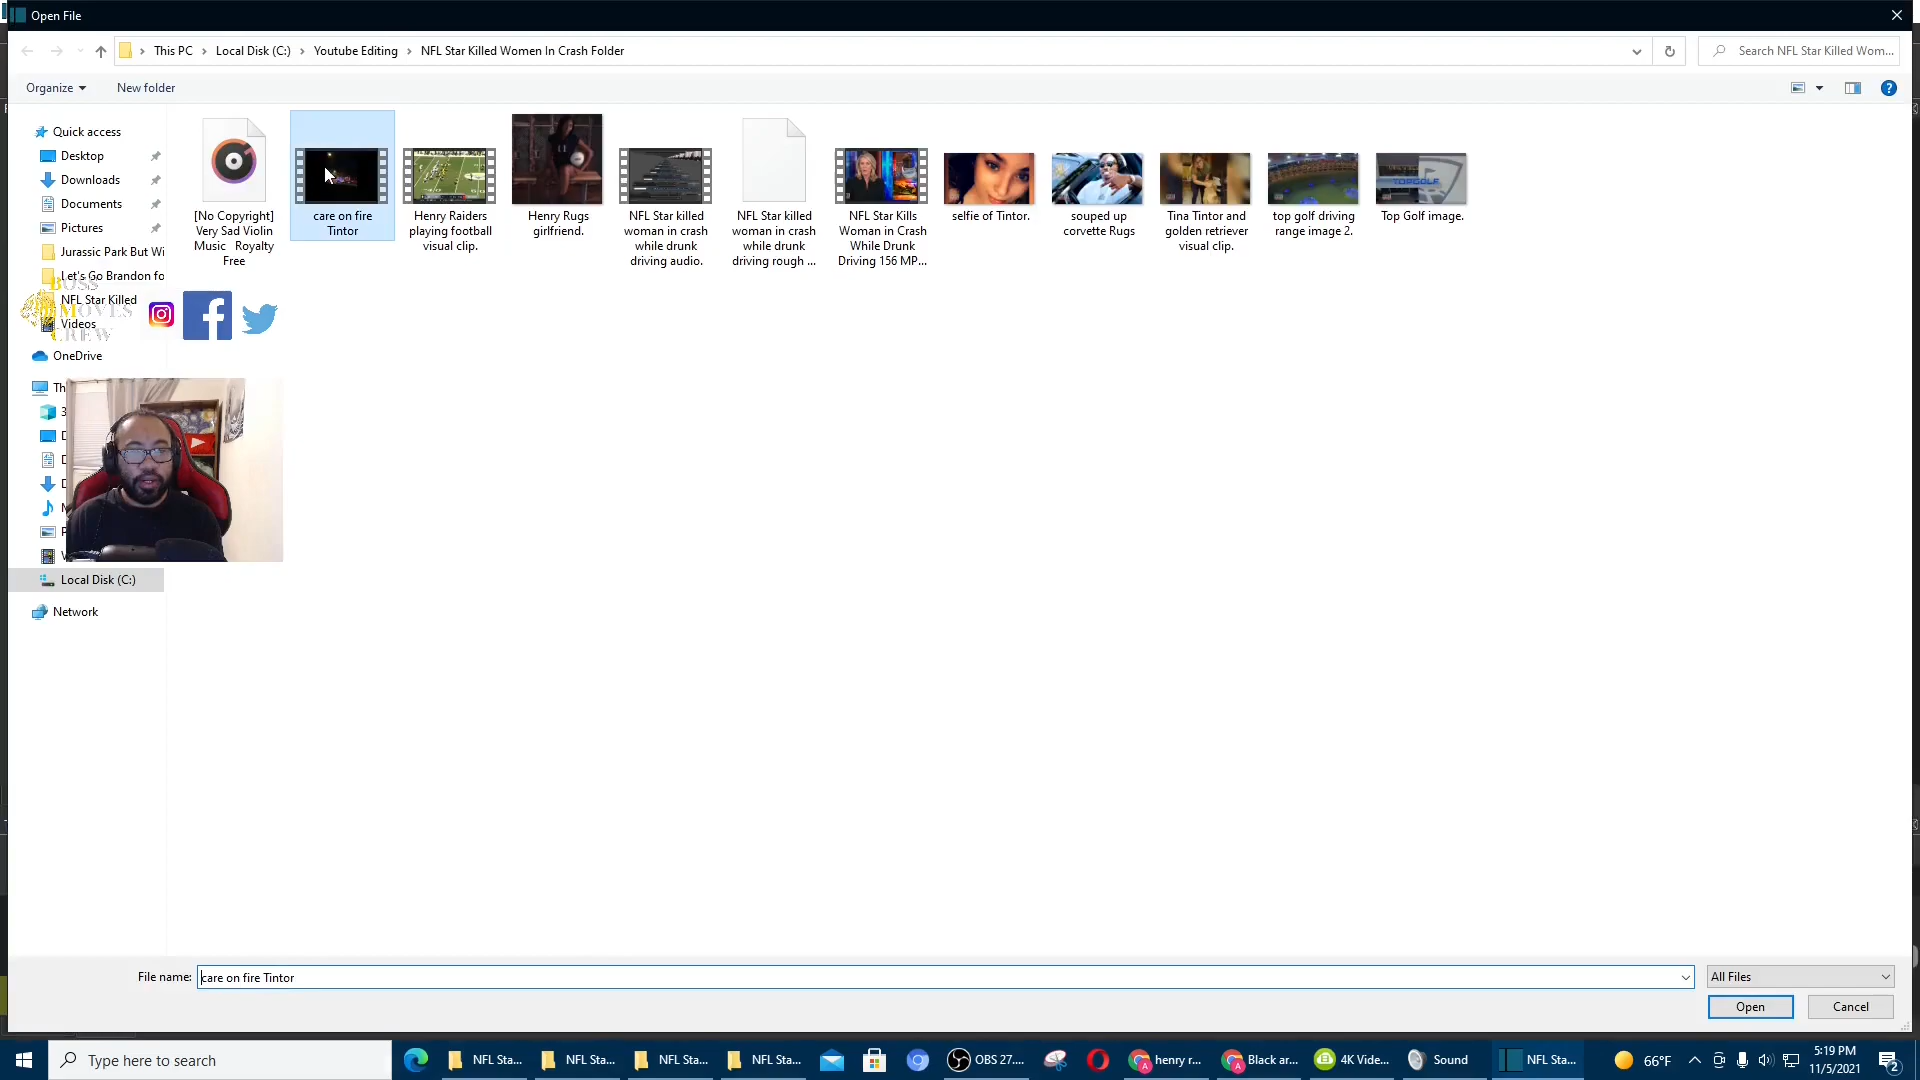 Open File
This PC
Local Disk (C:)
Youtube Editing
NFL Star Killed Women In Crash Folder
Search NFL Star Killed Wom...
Organize
New folder
Quick access
Desktop
Downloads
Documents
Pictures
Jurassic Park But Wi
Let's Go Brandon fo
NFL Star Killed
Videos
OneDrive
Th
3
D
D
D
M
P
V
Local Disk (C:)
Network
BOSS
MOVES
CREW
[No Copyright]
Very Sad Violin
Music Royalty
Free
care on fire
Tintor
Henry Raiders
playing football
visual clip.
Henry Rugs
girlfriend.
NFL Star killed
woman in crash
while drunk
driving audio.
NFL Star killed
woman in crash
while drunk
driving rough ...
NFL Star Kills
Woman in Crash
While Drunk
Driving 156 MP...
selfie of Tintor.
souped up
corvette Rugs
Tina Tintor and
golden retriever
visual clip.
top golf driving
range image 2.
TOPGOLF
Top Golf image.
File name:
care on fire Tintor
All Files
Open
Cancel
Type here to search
NFL Sta...
NFL Sta...
NFL Sta...
NFL Sta...
OBS 27....
henry r...
Black ar...
4K Vide...
Sound
NFL Sta...
66°F
5:19 PM
11/5/2021
2